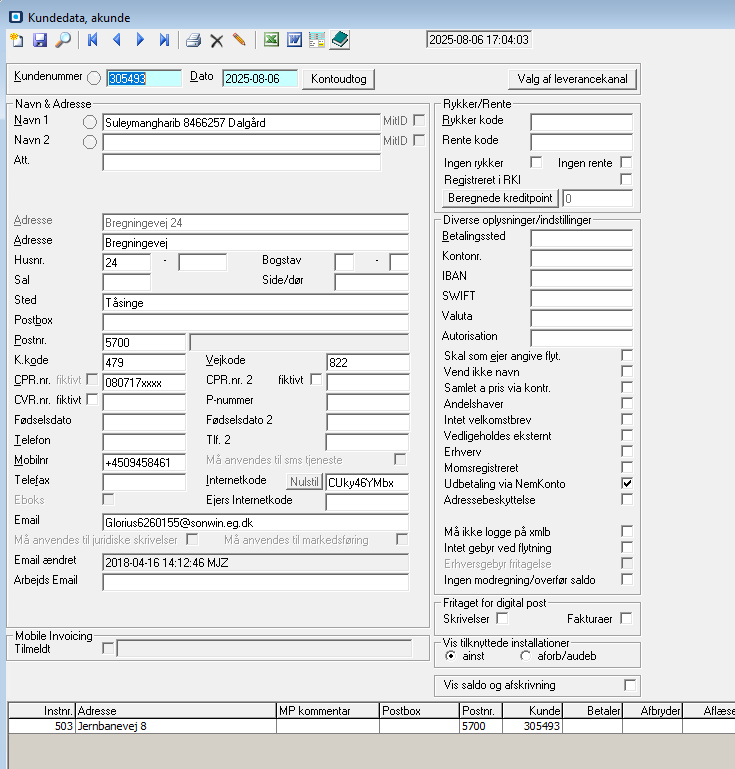 Kundedata, akunde
2025-08-06 17:04:03
Kundenummer 305493 Dato 2025-08-06 Kontoudtog Valg af leverancekanal
Navn & Adresse
Navn 1 Suleymangharib 8466257 Dalgård MitID
Navn 2 MitID
Att.
Adresse Bregningevej 24
Adresse Bregningevej
Husnr. 24 - Bogstav -
Sal Side/dør
Sted Tåsinge
Postbox
Postnr. 5700
K.kode 479 Vejkode 822
CPR.nr. fiktivt 080717xxxx CPR.nr. 2 fiktivt
CVR.nr. fiktivt P-nummer
Fødselsdato Fødselsdato 2
Telefon Tlf. 2
Mobilnr +4509458461 Må anvendes til sms tjeneste
Telefax Internetkode Nulstil CUky46YMbx
Eboks Ejers Internetkode
Email Glorius6260155@sonwin.eg.dk
Må anvendes til juridiske skrivelser Må anvendes til markedsføring
Email ændret 2018-04-16 14:12:46 MJZ
Arbejds Email
Mobile Invoicing
Tilmeldt
Rykker/Rente
Rykker kode
Rente kode
Ingen rykker Ingen rente
Registreret i RKI
Beregnede kreditpoint 0
Diverse oplysninger/indstillinger
Betalingssted
Kontonr.
IBAN
SWIFT
Valuta
Autorisation
Skal som ejer angive flyt.
Vend ikke navn
Samlet a pris via kontr.
Andelshaver
Intet velkomstbrev
Vedligeholdes eksternt
Erhverv
Momsregistreret
Udbetaling via NemKonto
Adressebeskyttelse
Må ikke logge på xmlb
Intet gebyr ved flytning
Erhversgebyr fritagelse
Ingen modregning/overfør saldo
Fritaget for digital post
Skrivelser Fakturaer
Vis tilknyttede installationer
ainst aforb/audeb
Vis saldo og afskrivning
Instnr. Adresse MP kommentar Postbox Postnr. Kunde Betaler Afbryder Aflæse
503 Jernbanevej 8 5700 305493